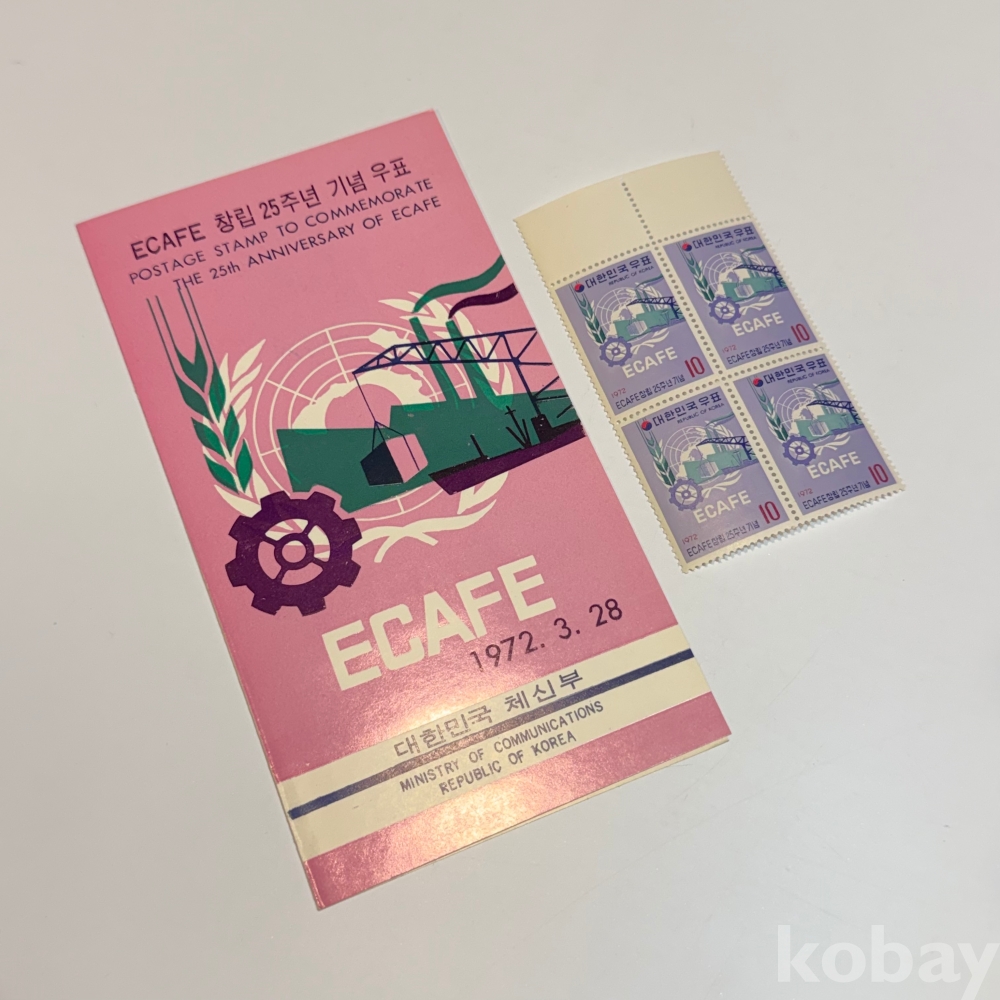 ECAFE 창립 25주년 기념 우표
POSTAGE STAMP TO COMMEMORATE
THE 25th ANNIVERSARY OF ECAFE
ECAFE
1972. 3. 28
대한민국 체신부
MINISTRY OF COMMUNICATIONS
REPUBLIC OF KOREA
대한민국우표
REPUBLIC OF KOREA
ECAFE
1972
10
ECAFE창립25주년기념
대한민국우표
REPUBLIC OF KOREA
ECAFE
1972
10
ECAFE창립25주년기념
대한민국우표
REPUBLIC OF KOREA
ECAFE
1972
10
ECAFE창립25주년기념
대한민국우표
REPUBLIC OF KOREA
ECAFE
1972
10
ECAFE창립25주년기념
kobay